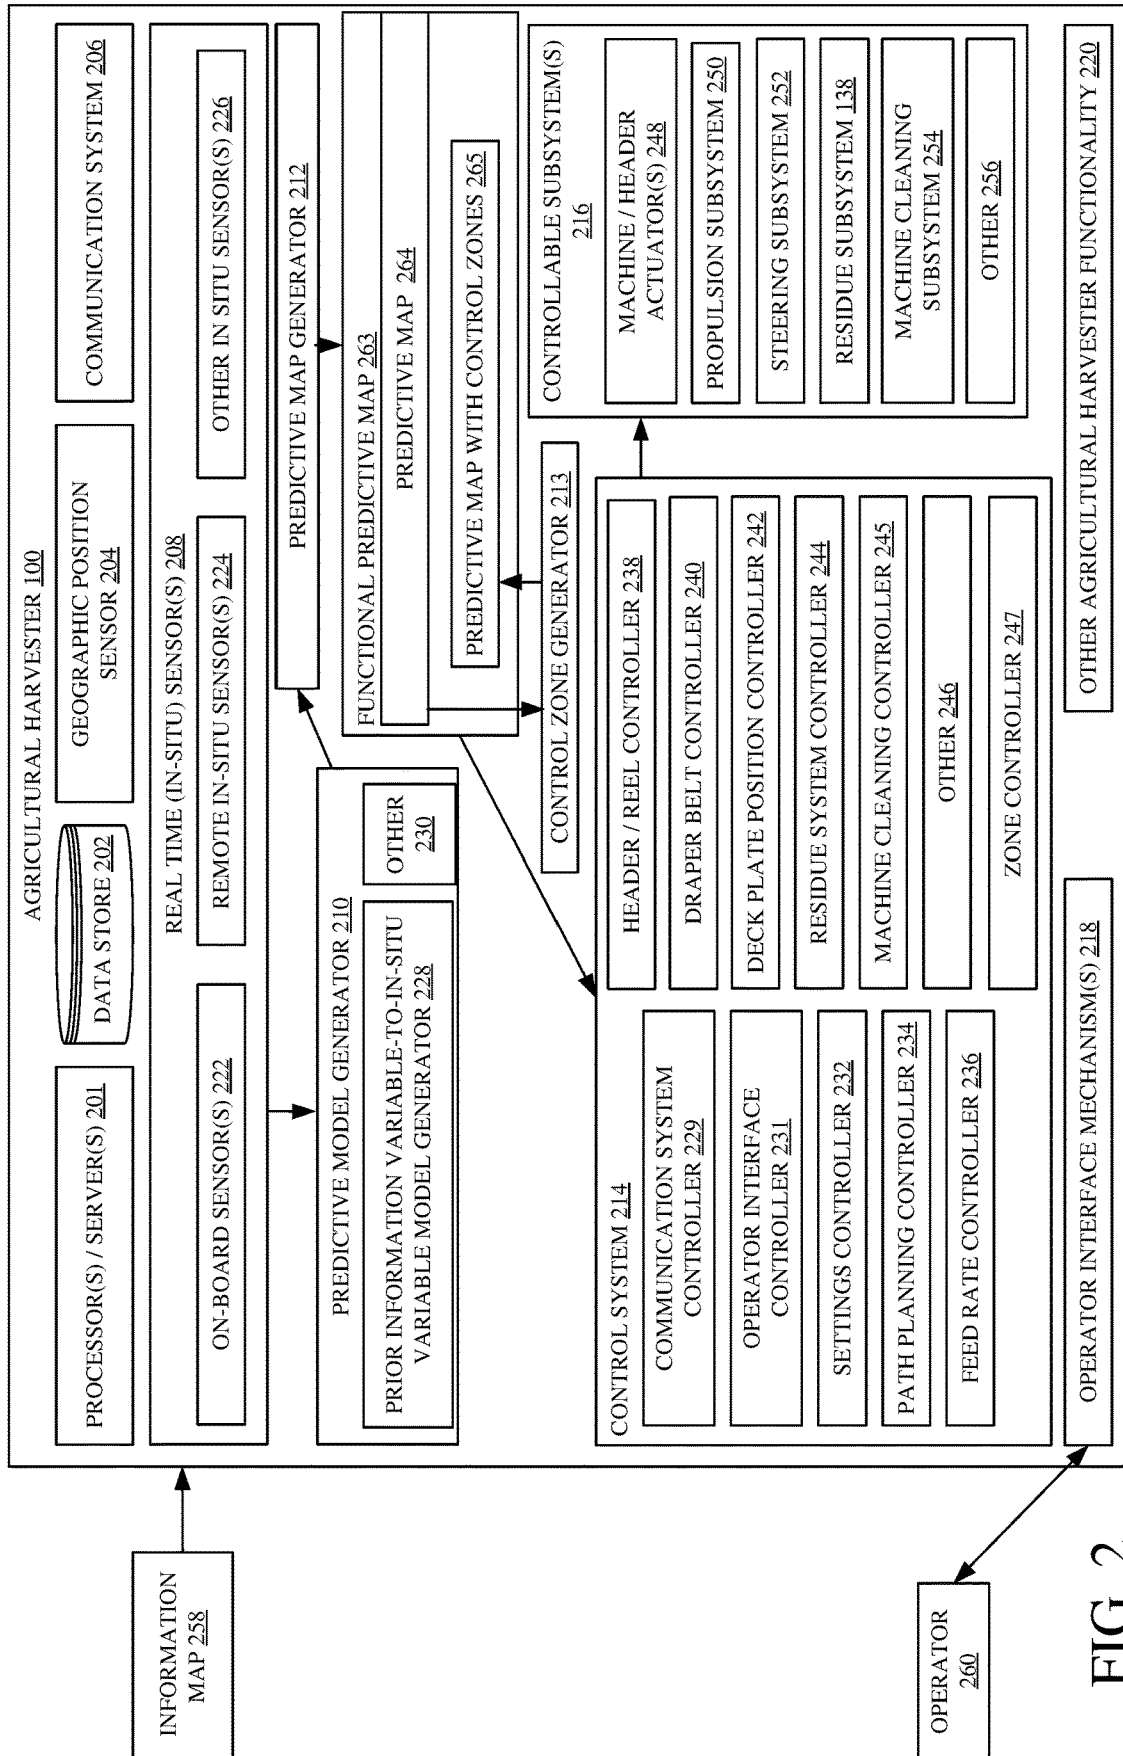 AGRICULTURAL HARVESTER 100
PROCESSOR(S) / SERVER(S) 201
DATA STORE 202
GEOGRAPHIC POSITION
SENSOR 204
COMMUNICATION SYSTEM 206
REAL TIME (IN-SITU) SENSOR(S) 208
ON-BOARD SENSOR(S) 222
REMOTE IN-SITU SENSOR(S) 224
OTHER IN SITU SENSOR(S) 226
INFORMATION
MAP 258
PREDICTIVE MODEL GENERATOR 210
PRIOR INFORMATION VARIABLE-TO-IN-SITU
VARIABLE MODEL GENERATOR 228
OTHER
230
PREDICTIVE MAP GENERATOR 212
FUNCTIONAL PREDICTIVE MAP 263
PREDICTIVE MAP 264
PREDICTIVE MAP WITH CONTROL ZONES 265
CONTROL ZONE GENERATOR 213
CONTROL SYSTEM 214
COMMUNICATION SYSTEM
CONTROLLER 229
OPERATOR INTERFACE
CONTROLLER 231
SETTINGS CONTROLLER 232
PATH PLANNING CONTROLLER 234
FEED RATE CONTROLLER 236
HEADER / REEL CONTROLLER 238
DRAPER BELT CONTROLLER 240
DECK PLATE POSITION CONTROLLER 242
RESIDUE SYSTEM CONTROLLER 244
MACHINE CLEANING CONTROLLER 245
OTHER 246
ZONE CONTROLLER 247
CONTROLLABLE SUBSYSTEM(S)
216
MACHINE / HEADER
ACTUATOR(S) 248
PROPULSION SUBSYSTEM 250
STEERING SUBSYSTEM 252
RESIDUE SUBSYSTEM 138
MACHINE CLEANING
SUBSYSTEM 254
OTHER 256
OPERATOR INTERFACE MECHANISM(S) 218
OTHER AGRICULTURAL HARVESTER FUNCTIONALITY 220
OPERATOR
260
FIG. 2